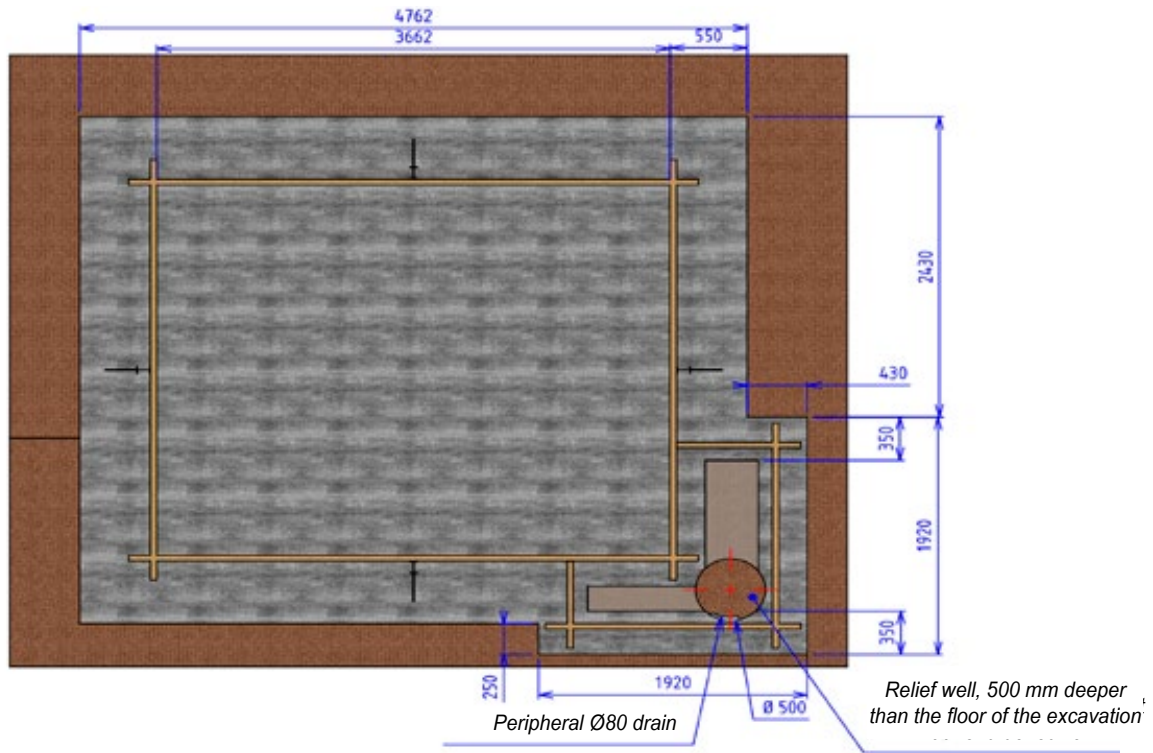 4762
3662
550
2430
430
350
1920
350
250
1920
Ø 500
Peripheral Ø80 drain
Relief well, 500 mm deeper
than the floor of the excavation